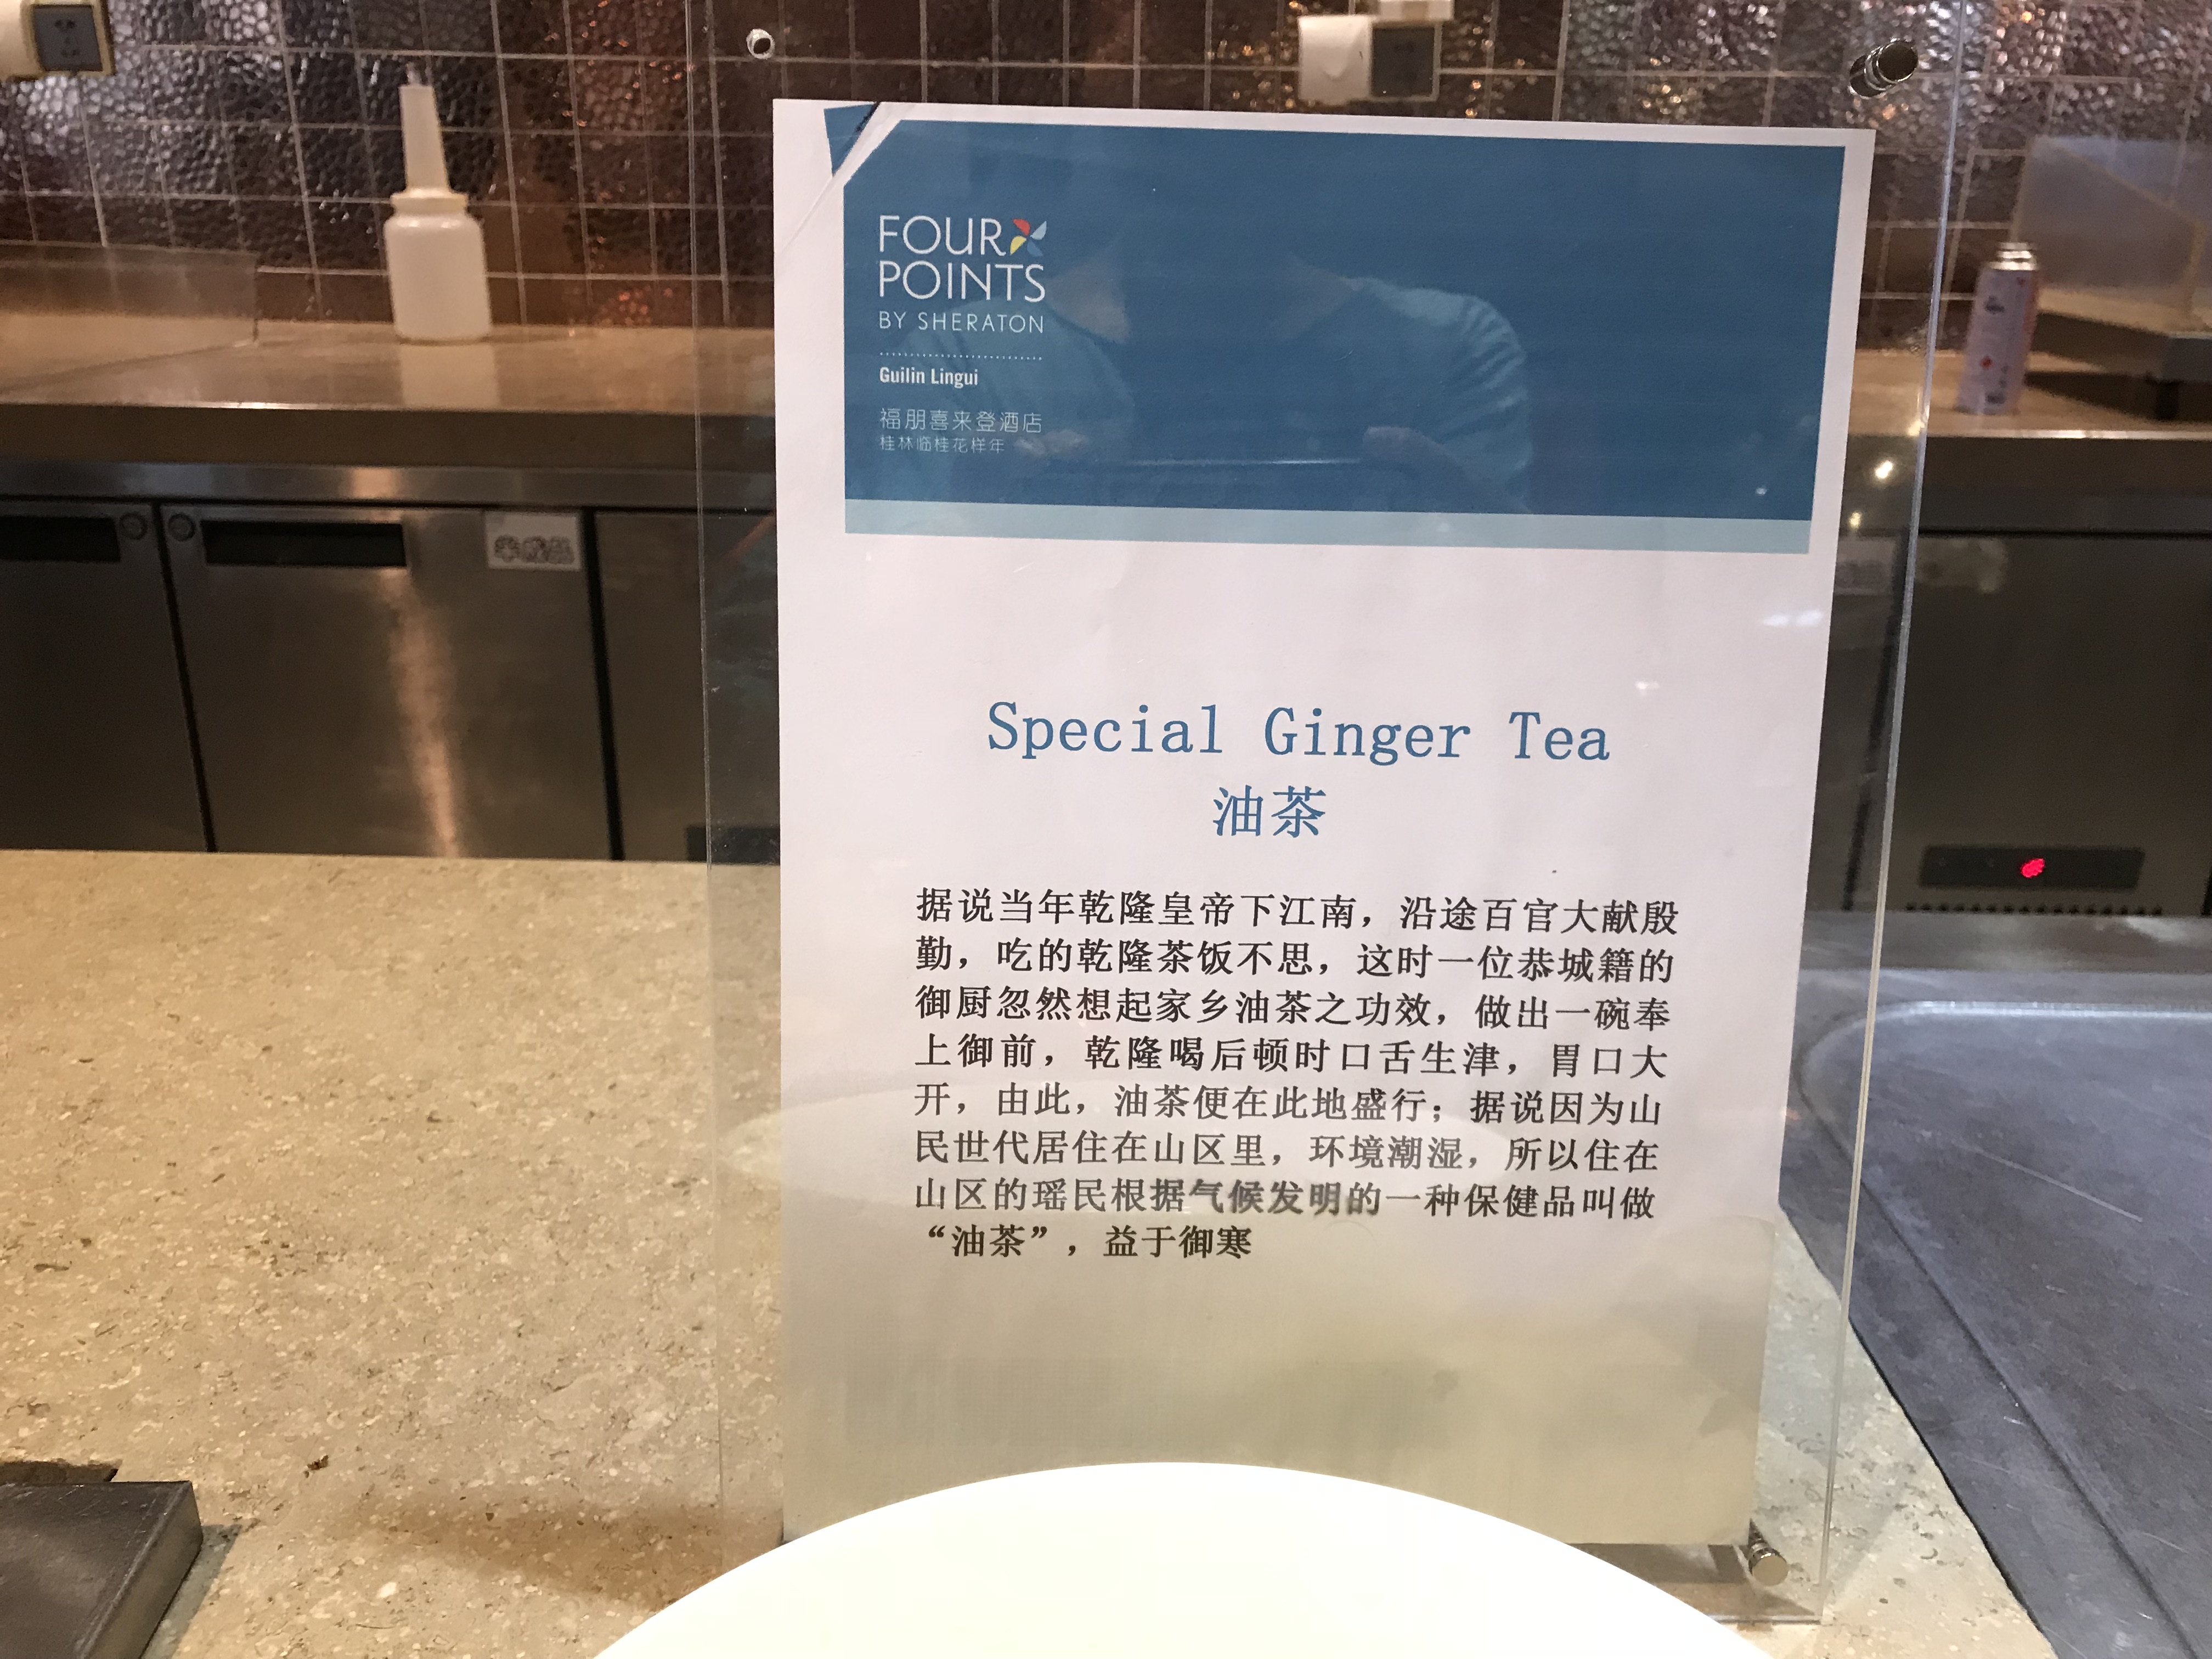 FOUR
POINTS
BY SHERATON
Guilin Lingui
福朋喜来登酒店
桂林临桂花样年
半成品
Special Ginger Tea
油茶
据说当年乾隆皇帝下江南，沿途百官大献殷
勤，吃的乾隆茶饭不思，这时一位恭城籍的
御厨忽然想起家乡油茶之功效，做出一碗奉
上御前，乾隆喝后顿时口舌生津，胃口大
开，由此，油茶便在此地盛行；据说因为山
民世代居住在山区里，环境潮湿，所以住在
山区的瑶民根据气候发明的一种保健品叫做
“油茶”，益于御寒